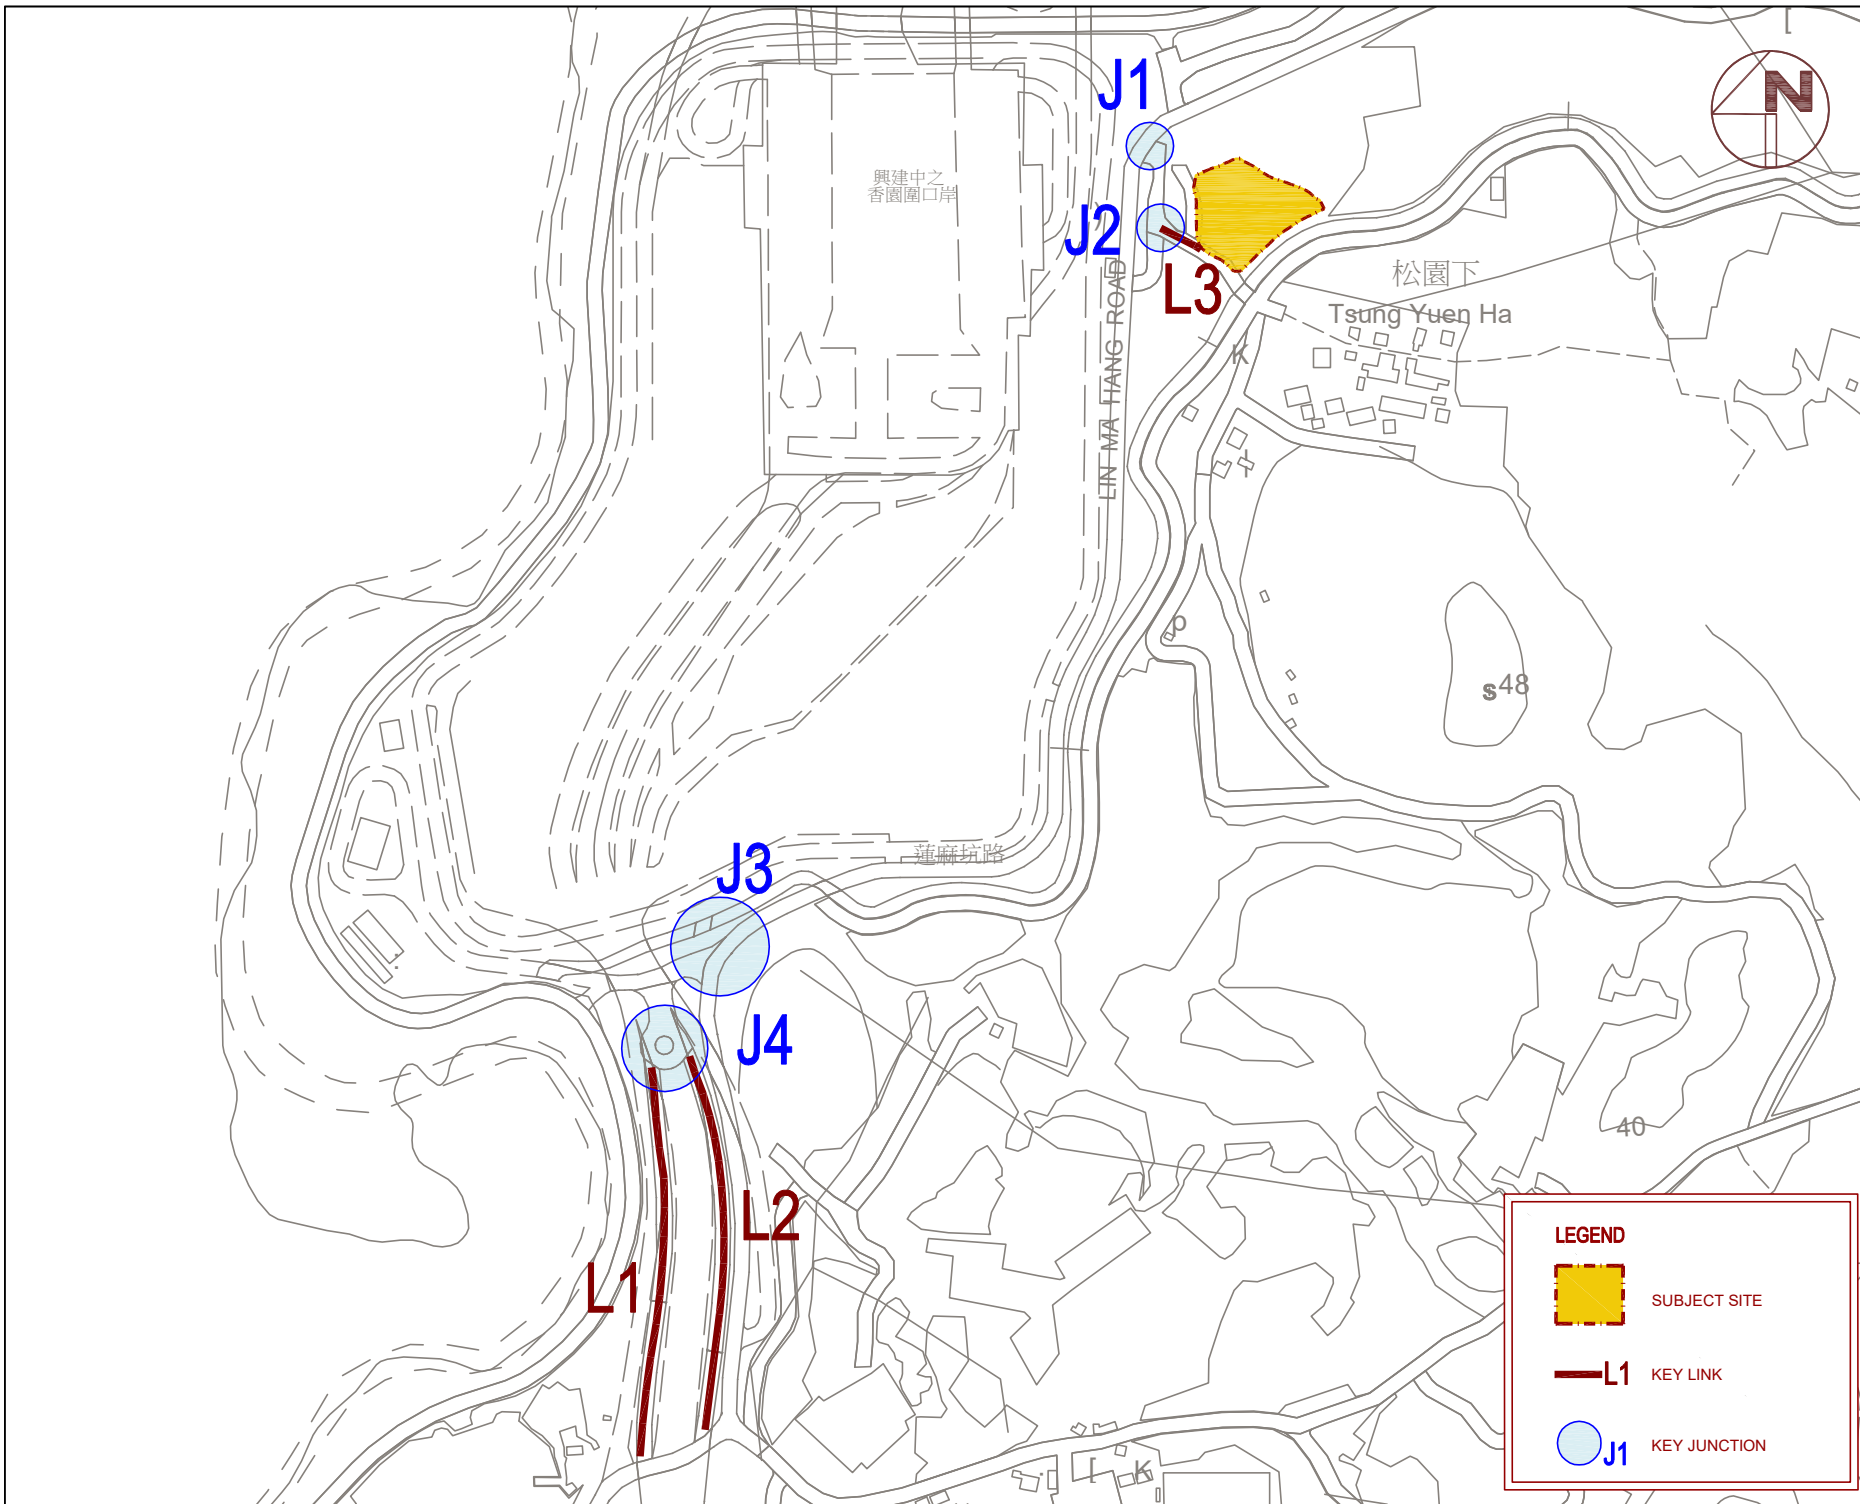 [
N
J1
興建中之
香園圍口岸
J2
L3
松園下
Tsung Yuen Ha
LIN MA HANG ROAD
K
p
s48
蓮麻坑路
J3
J4
40
L2
L1
LEGEND
SUBJECT SITE
L1 KEY LINK
J1 KEY JUNCTION
[ K